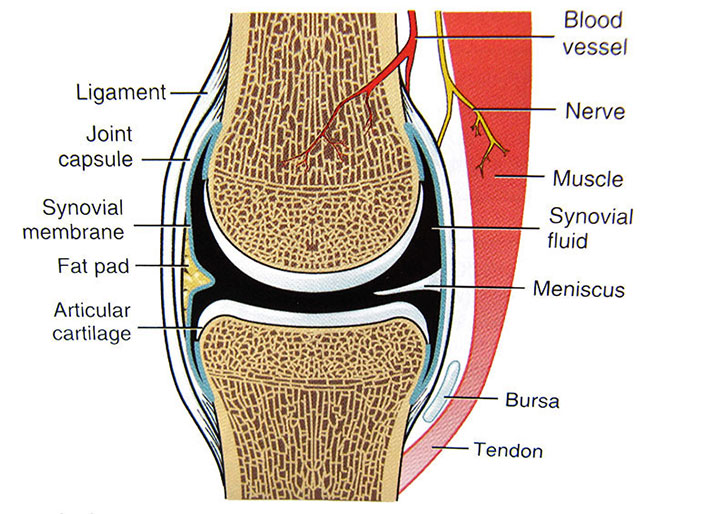 Blood
vessel
Ligament
Nerve
Joint
capsule
Muscle
Synovial
membrane
Synovial
fluid
Fat pad
Meniscus
Articular
cartilage
Bursa
Tendon